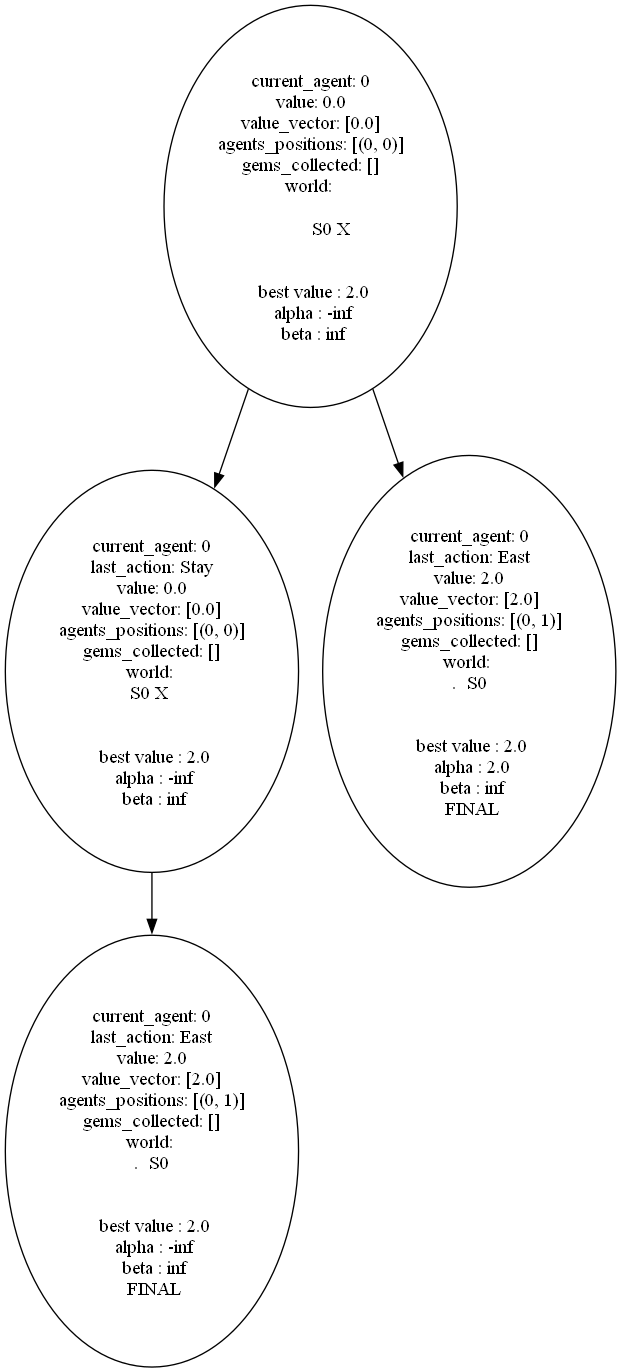 current_agent: 0
value: 0.0
value_vector: [0.0]
agents_positions: [(0, 0)]
gems_collected: []
world:
S0 X
best value : 2.0
alpha : -inf
beta : inf
current_agent: 0
last_action: Stay
value: 0.0
value_vector: [0.0]
agents_positions: [(0, 0)]
gems_collected: []
world:
S0 X
best value : 2.0
alpha : -inf
beta : inf
current_agent: 0
last_action: East
value: 2.0
value_vector: [2.0]
agents_positions: [(0, 1)]
gems_collected: []
world:
. S0
best value : 2.0
alpha : 2.0
beta : inf
FINAL
current_agent: 0
last_action: East
value: 2.0
value_vector: [2.0]
agents_positions: [(0, 1)]
gems_collected: []
world:
. S0
best value : 2.0
alpha : -inf
beta : inf
FINAL